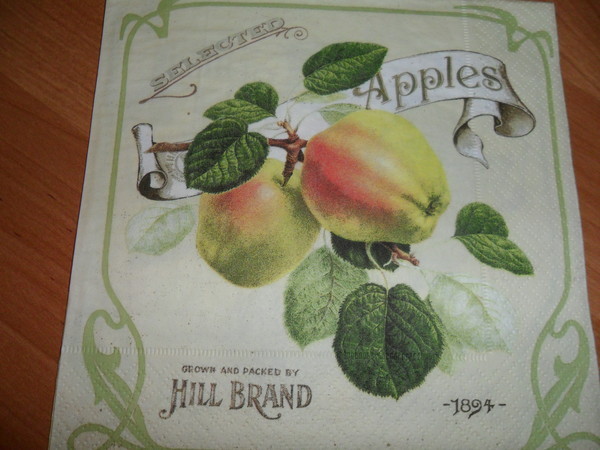 SELECTED
Apples
GROWN AND PACKED BY
HILL BRAND
-1894-